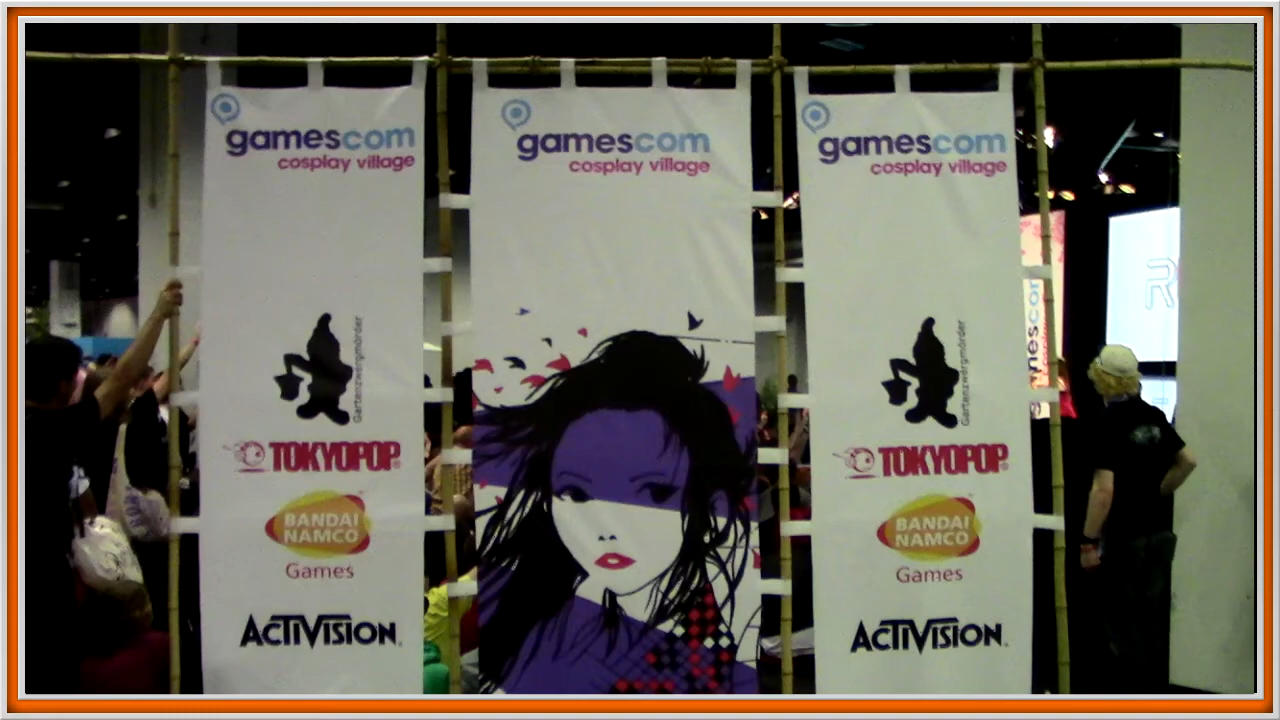 gamescom
cosplay village
Gartenzwergmörder
TOKYOPOP
BANDAI
NAMCO
Games
ACTIVISION
gamescom
cosplay village
gamescom
cosplay village
Gartenzwergmörder
TOKYOPOP
BANDAI
NAMCO
Games
ACTIVISION